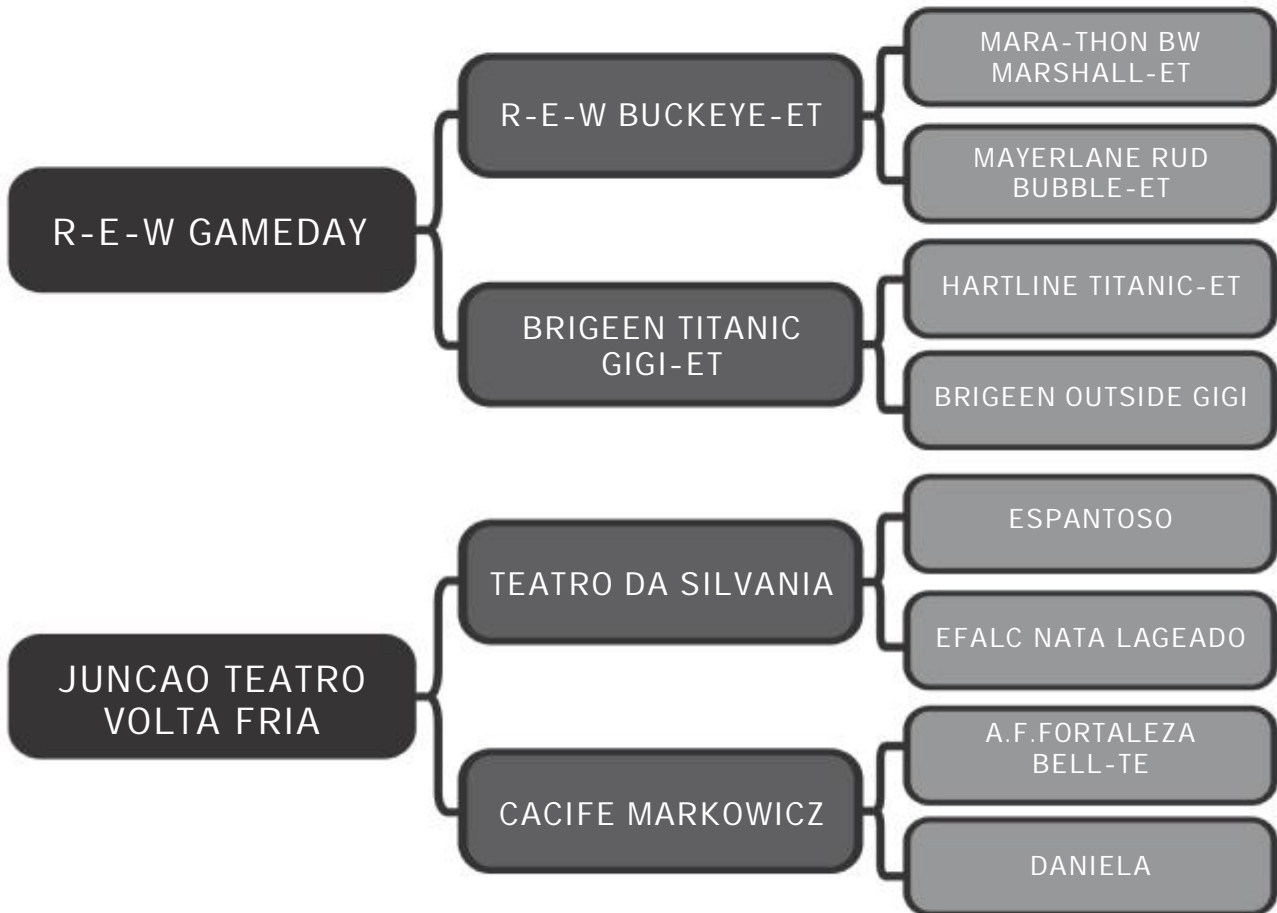 R-E-W GAMEDAY
R-E-W BUCKEYE-ET
MARA-THON BW
MARSHALL-ET
MAYERLANE RUD
BUBBLE-ET
BRIGEEN TITANIC
GIGI-ET
HARTLINE TITANIC-ET
BRIGEEN OUTSIDE GIGI
JUNCAO TEATRO
VOLTA FRIA
TEATRO DA SILVANIA
ESPANTOSO
EFALC NATA LAGEADO
CACIFE MARKOWICZ
A.F.FORTALEZA
BELL-TE
DANIELA